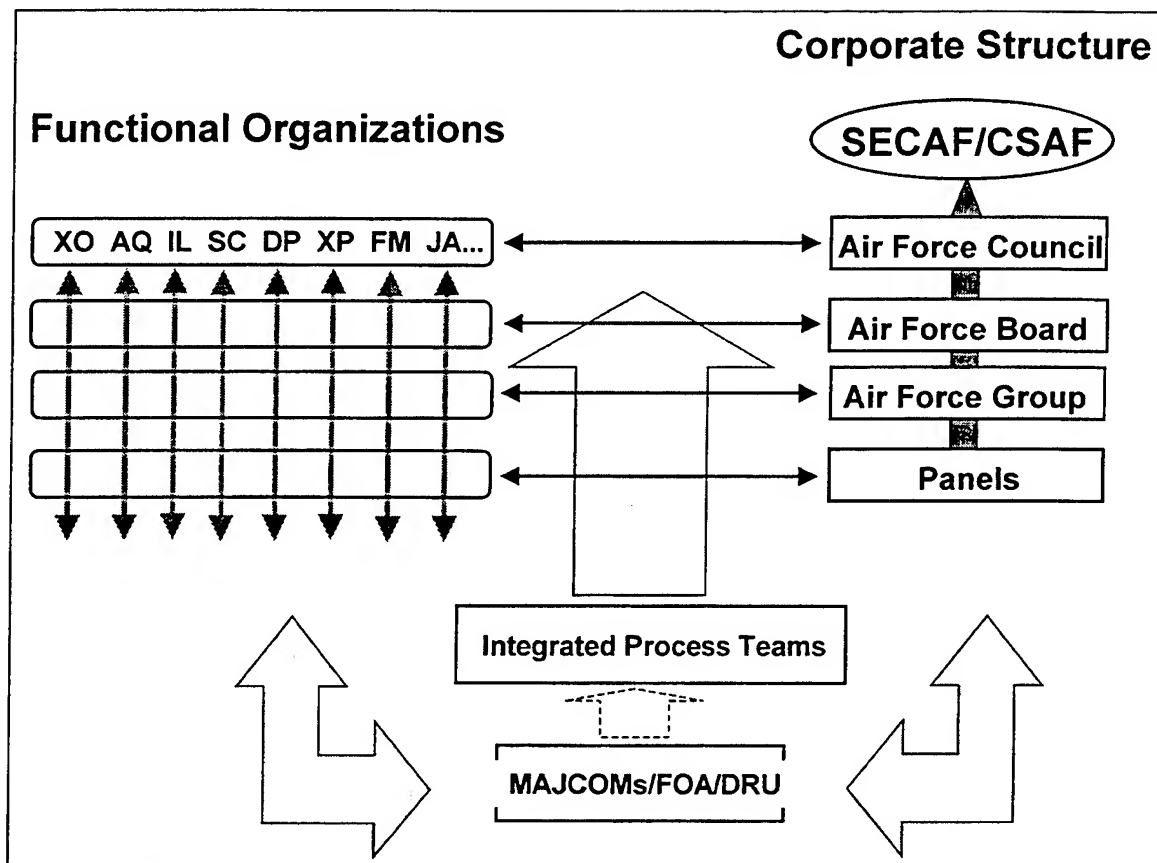 Corporate Structure
Functional Organizations
SECAF/CSAF
XO AQ IL SC DP XP FM JA...
Air Force Council
Air Force Board
Air Force Group
Panels
Integrated Process Teams
MAJCOMs/FOA/DRU